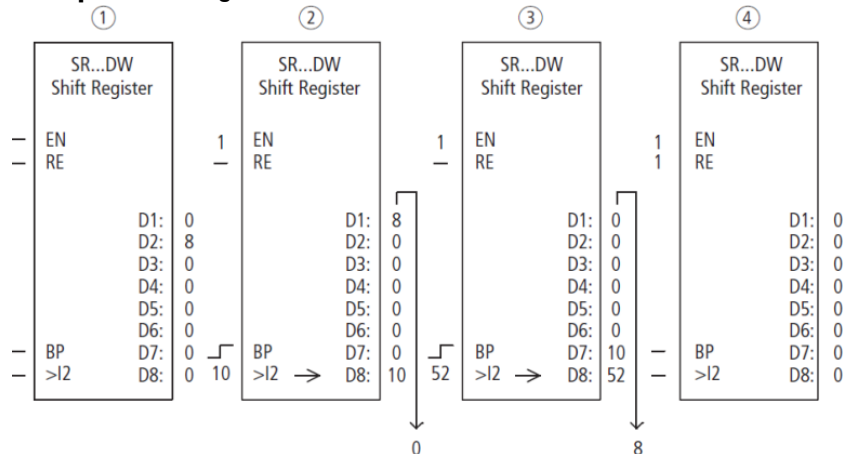 ① ② ③ ④
SR...DW SR...DW SR...DW SR...DW
Shift Register Shift Register Shift Register Shift Register
– EN 1 EN 1 EN 1 EN
– RE – RE – RE 1 RE
D1: 0 D1: 8 D1: 0 D1: 0
D2: 8 D2: 0 D2: 0 D2: 0
D3: 0 D3: 0 D3: 0 D3: 0
D4: 0 D4: 0 D4: 0 D4: 0
D5: 0 D5: 0 D5: 0 D5: 0
D6: 0 D6: 0 D6: 0 D6: 0
– BP D7: 0 BP D7: 0 BP D7: 10 – BP D7: 0
– >I2 D8: 0 10 >I2 → D8: 10 52 >I2 → D8: 52 – >I2 D8: 0
0 8